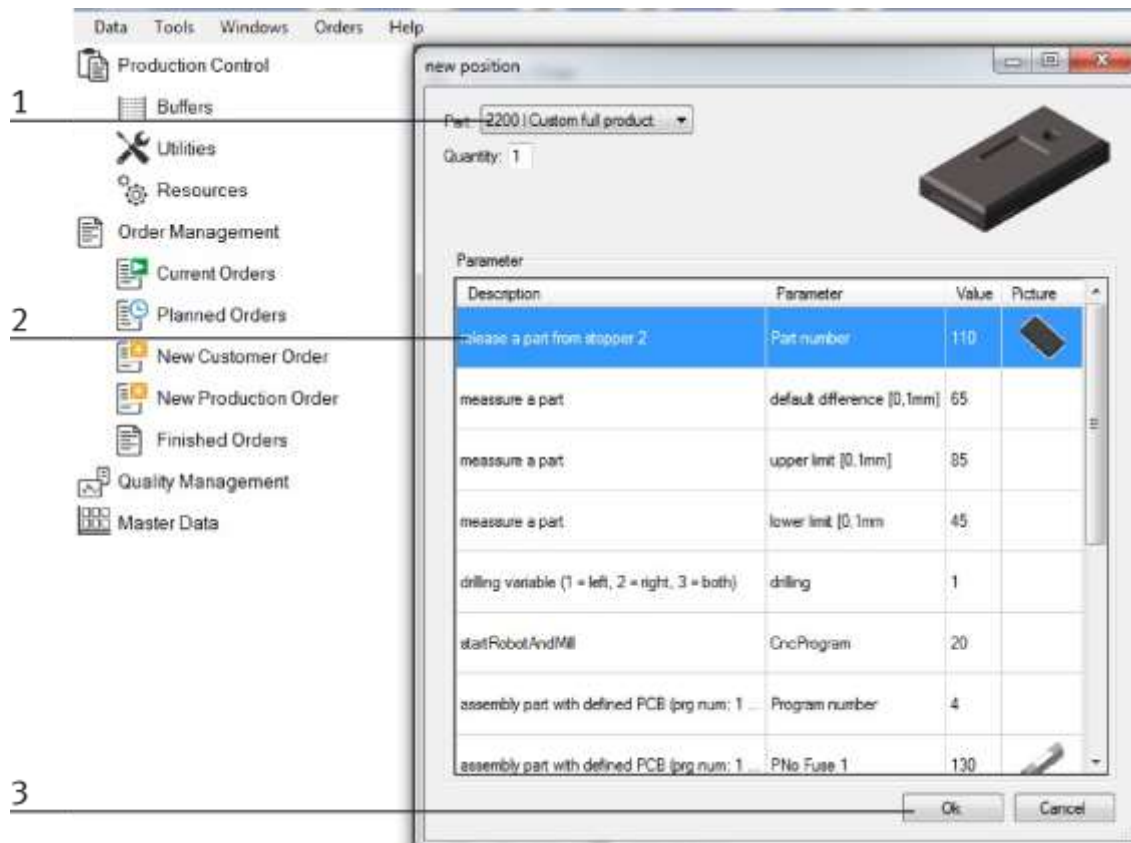 Data Tools Windows Orders Help
Production Control
1
Buffers
Utilities
Resources
Order Management
Current Orders
2
Planned Orders
New Customer Order
New Production Order
Finished Orders
Quality Management
Master Data
3
new position
Part: 2200 | Custom full product
Quantity: 1
Parameter
Description Parameter Value Picture
release a part from stopper 2 Part number 110
meassure a part default difference [0,1mm] 65
meassure a part upper limit [0.1mm] 85
meassure a part lower limit [0.1mm 45
drilling variable (1 = left, 2 = right, 3 = both) drilling 1
startRobotAndMill CncProgram 20
assembly part with defined PCB (prg num: 1 ... Program number 4
assembly part with defined PCB (prg num: 1 ... PNo Fuse 1 130
Ok Cancel